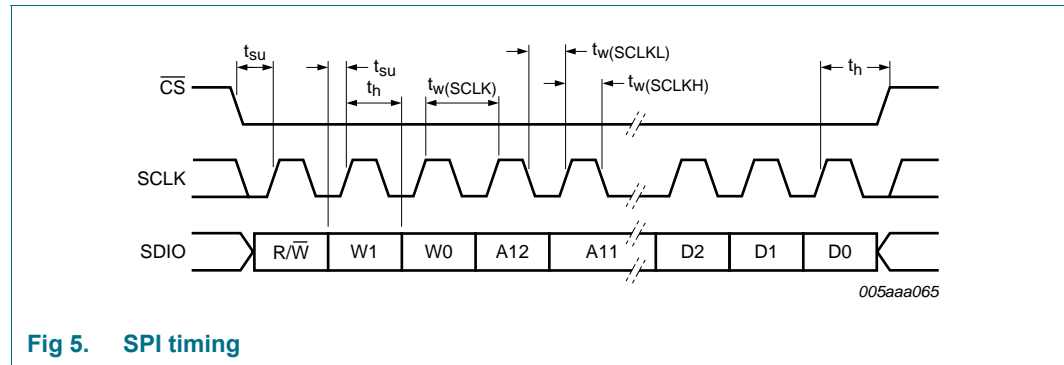 tsu
tsu
th
tw(SCLK)
tw(SCLKL)
tw(SCLKH)
th
CS
SCLK
SDIO
R/W W1 W0 A12 A11 D2 D1 D0
005aaa065
Fig 5. SPI timing